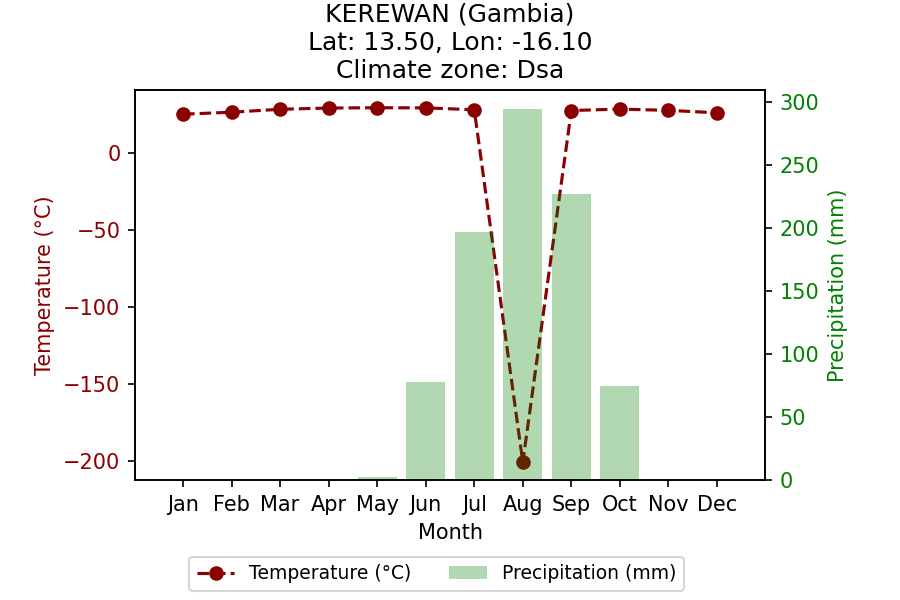 KEREWAN (Gambia)
Lat: 13.50, Lon: -16.10
Climate zone: Dsa
0
−50
−100
−150
−200
Temperature (°C)
300
250
200
150
100
50
0
Precipitation (mm)
Jan Feb Mar Apr May Jun Jul Aug Sep Oct Nov Dec
Month
Temperature (°C) Precipitation (mm)